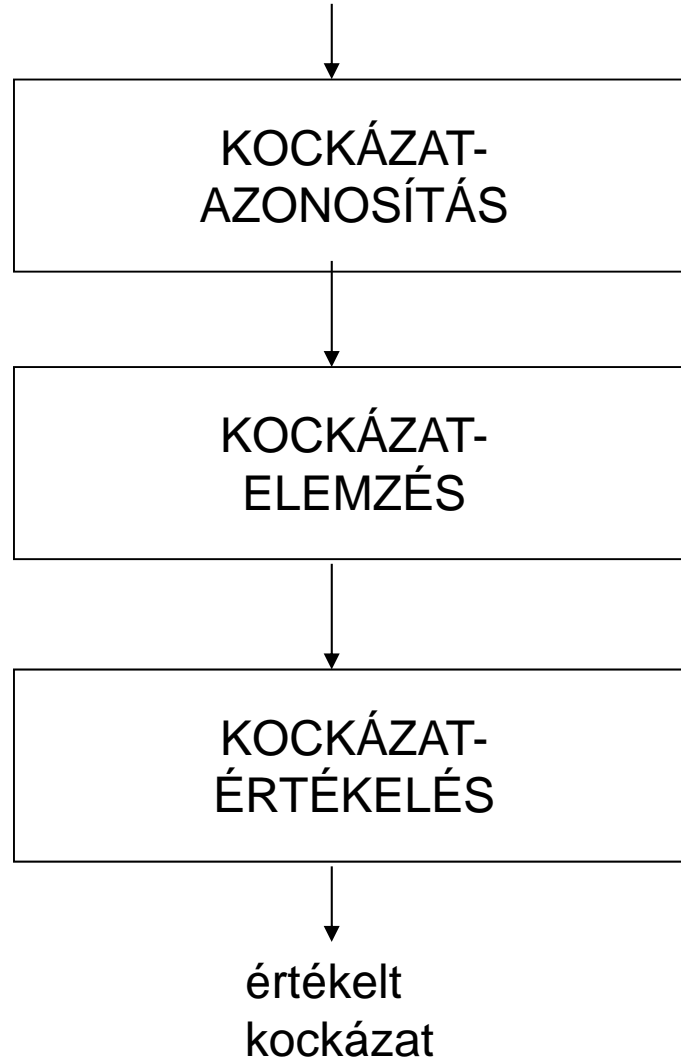 KOCKÁZAT-
AZONOSÍTÁS
KOCKÁZAT-
ELEMZÉS
KOCKÁZAT-
ÉRTÉKELÉS
értékelt
kockázat